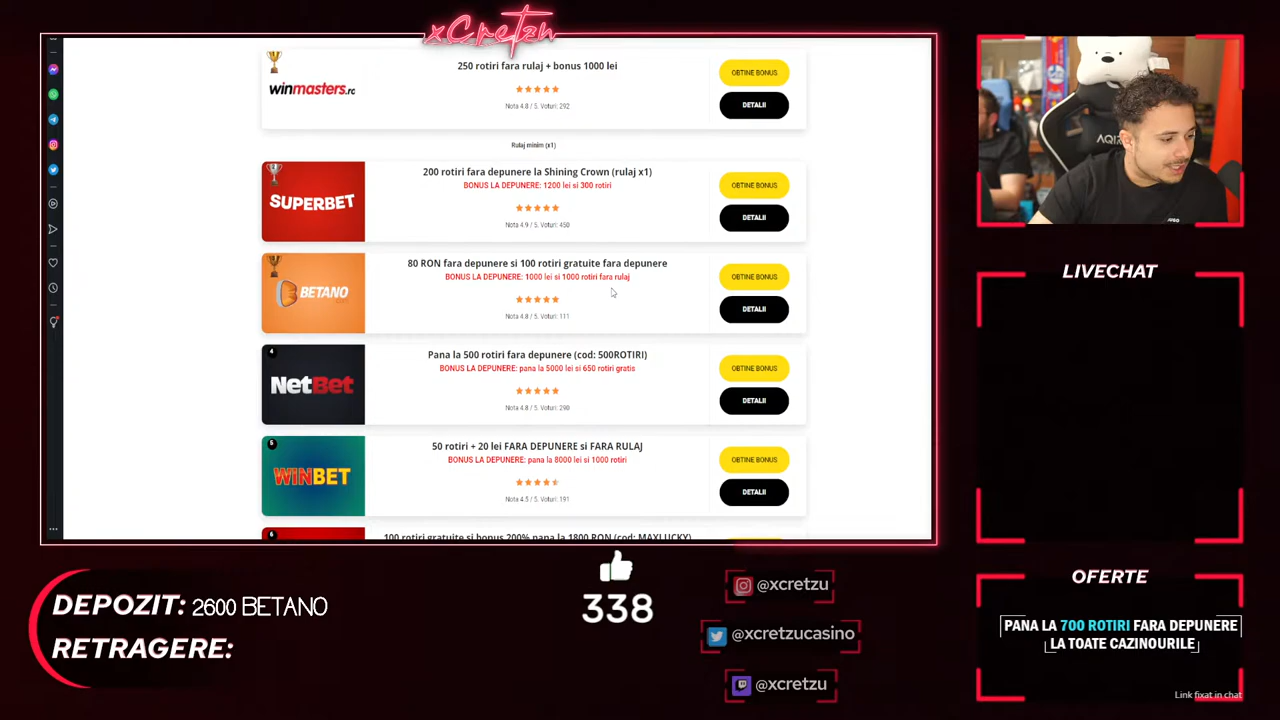 xCretzu
winmasters.ro
250 rotiri fara rulaj + bonus 1000 lei
Nota 4.8 / 5. Voturi: 292
OBTINE BONUS
DETALII
Rulaj minim (x1)
SUPERBET
200 rotiri fara depunere la Shining Crown (rulaj x1)
BONUS LA DEPUNERE: 1200 lei si 300 rotiri
Nota 4.9 / 5. Voturi: 450
OBTINE BONUS
DETALII
BETANO
80 RON fara depunere si 100 rotiri gratuite fara depunere
BONUS LA DEPUNERE: 1000 lei si 1000 rotiri fara rulaj
Nota 4.8 / 5. Voturi: 111
OBTINE BONUS
DETALII
4
NetBet
Pana la 500 rotiri fara depunere (cod: 500ROTIRI)
BONUS LA DEPUNERE: pana la 5000 lei si 650 rotiri gratis
Nota 4.8 / 5. Voturi: 290
OBTINE BONUS
DETALII
5
WINBET
50 rotiri + 20 lei FARA DEPUNERE si FARA RULAJ
BONUS LA DEPUNERE: pana la 8000 lei si 1000 rotiri
Nota 4.5 / 5. Voturi: 191
OBTINE BONUS
DETALII
6
100 rotiri gratuite si bonus 200% pana la 1800 RON (cod: MAXLUCKY)
LIVECHAT
DEPOZIT: 2600 BETANO
RETRAGERE:
338
@xcretzu
@xcretzucasino
@xcretzu
OFERTE
PANA LA 700 ROTIRI FARA DEPUNERE
LA TOATE CAZINOURILE
Link fixat in chat